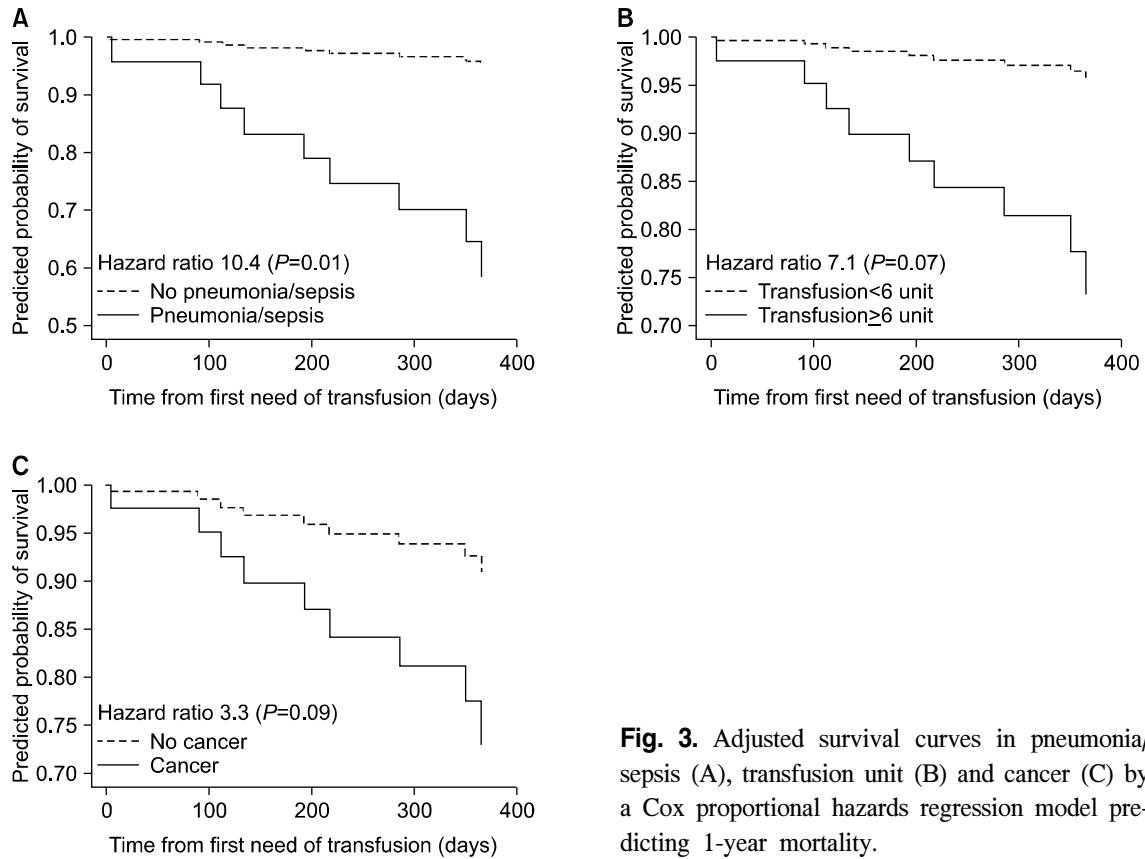 A
Predicted probability of survival
1.0
0.9
0.8
0.7
0.6
0.5
Hazard ratio 10.4 (P=0.01)
No pneumonia/sepsis
Pneumonia/sepsis
0 100 200 300 400
Time from first need of transfusion (days)
B
Predicted probability of survival
1.00
0.95
0.90
0.85
0.80
0.75
0.70
Hazard ratio 7.1 (P=0.07)
Transfusion<6 unit
Transfusion≥6 unit
0 100 200 300 400
Time from first need of transfusion (days)
C
Predicted probability of survival
1.00
0.95
0.90
0.85
0.80
0.75
0.70
Hazard ratio 3.3 (P=0.09)
No cancer
Cancer
0 100 200 300 400
Time from first need of transfusion (days)
Fig. 3. Adjusted survival curves in pneumonia/
sepsis (A), transfusion unit (B) and cancer (C) by
a Cox proportional hazards regression model pre-
dicting 1-year mortality.